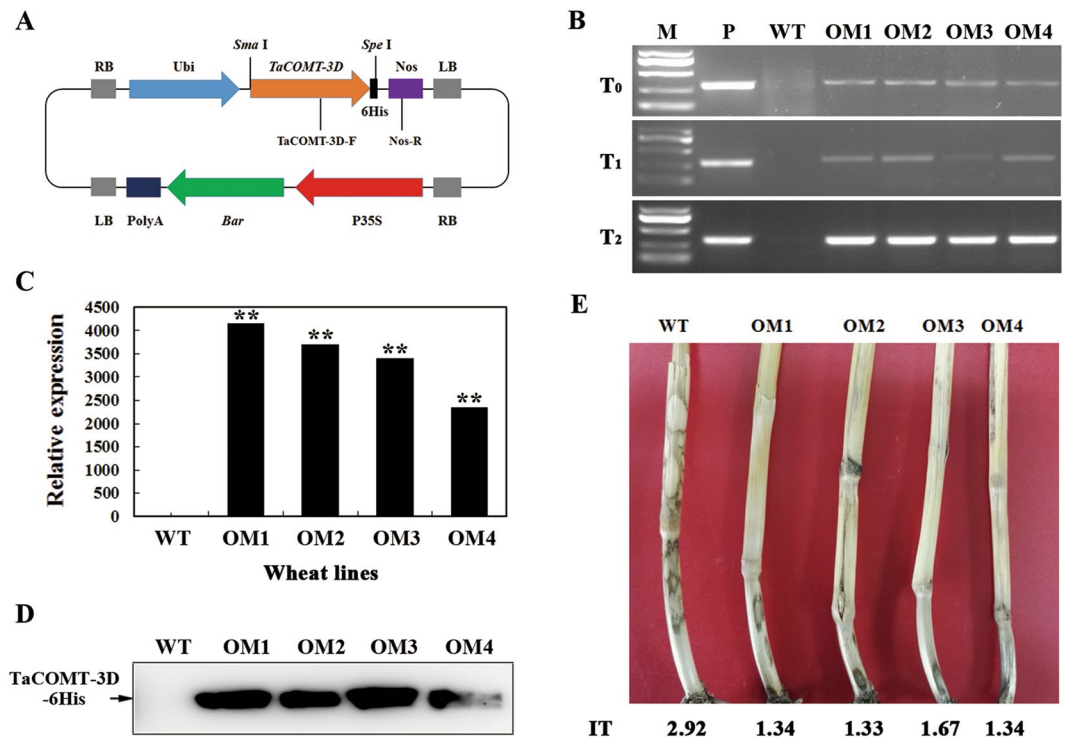 A
Sma I
Spe I
RB
Ubi
TaCOMT-3D
Nos
LB
6His
TaCOMT-3D-F
Nos-R
LB
PolyA
Bar
P35S
RB
B
M
P
WT
OM1
OM2
OM3
OM4
T0
T1
T2
C
Relative expression
4500
4000
3500
3000
2500
2000
1500
1000
500
0
**
**
**
**
WT
OM1
OM2
OM3
OM4
Wheat lines
D
WT
OM1
OM2
OM3
OM4
TaCOMT-3D
-6His
E
WT
OM1
OM2
OM3
OM4
IT
2.92
1.34
1.33
1.67
1.34